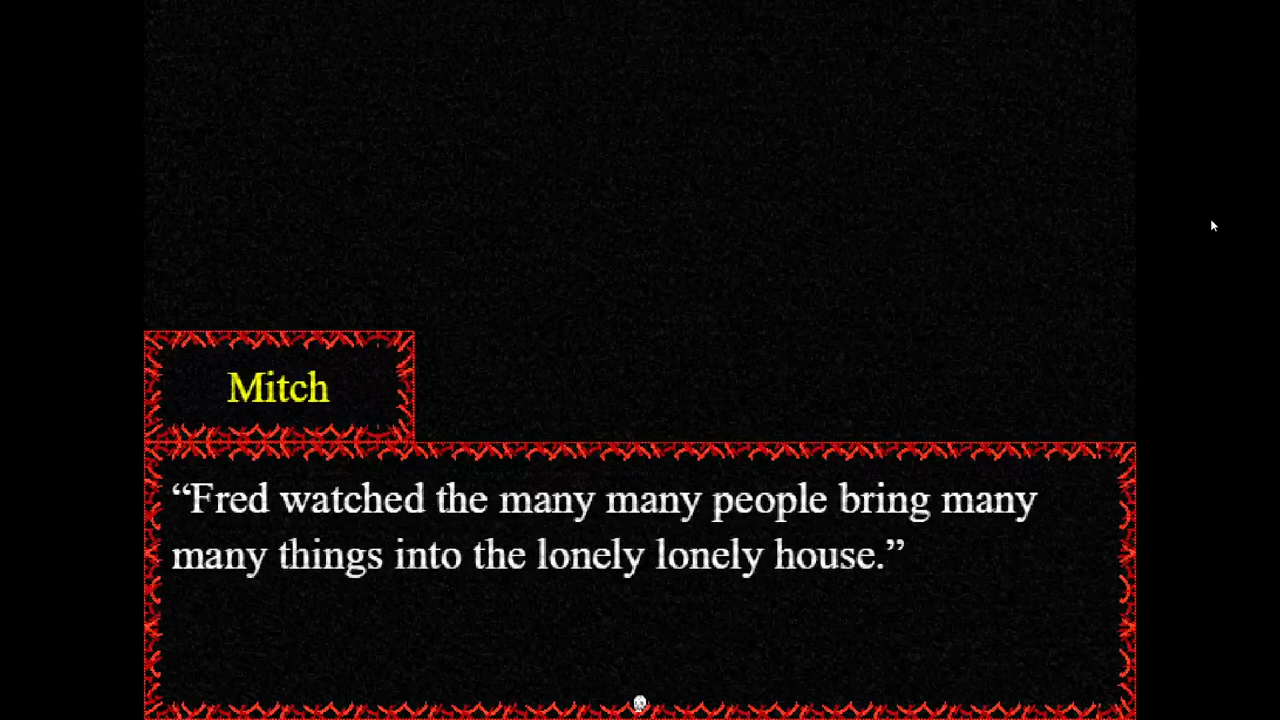 Mitch
“Fred watched the many many people bring many
many things into the lonely lonely house.”